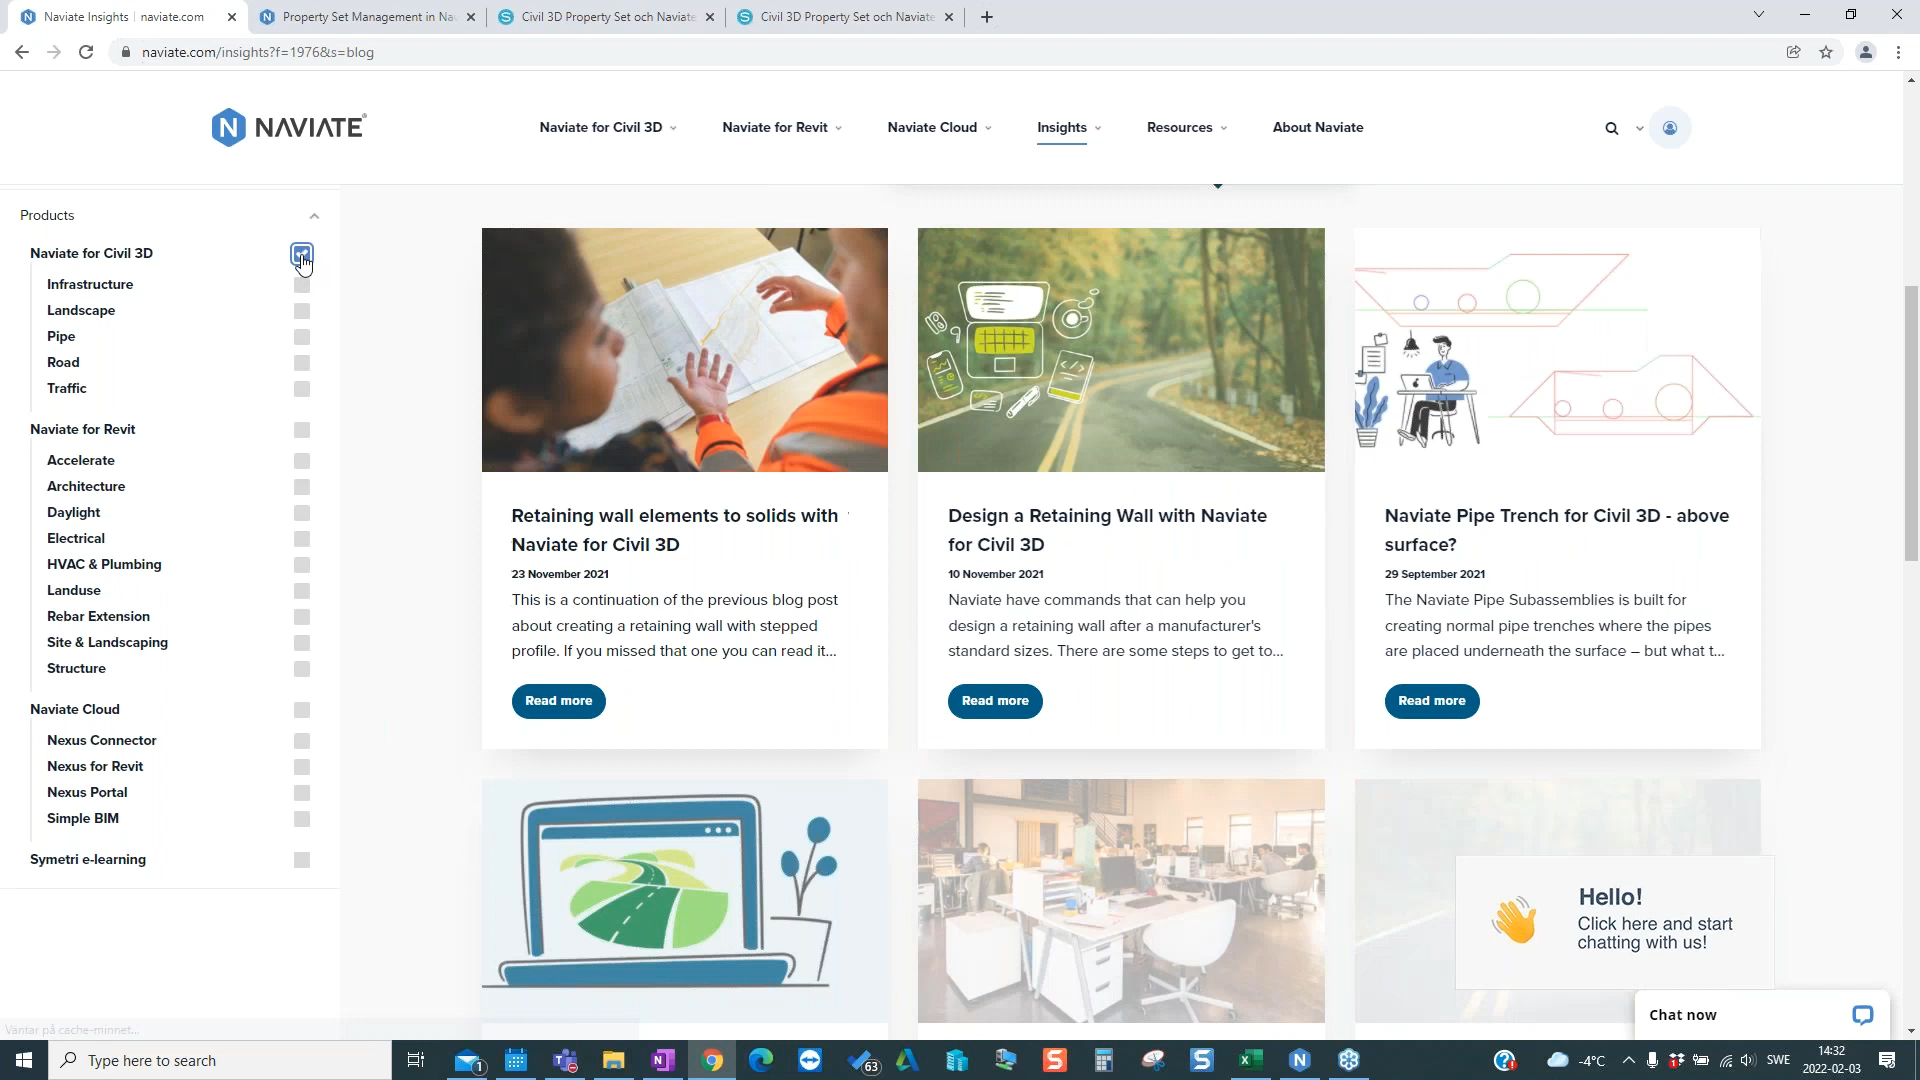 Naviate Insights | naviate.com
Property Set Management in Na
Civil 3D Property Set och Naviate
Civil 3D Property Set och Naviate
naviate.com/insights?f=1976&s=blog
NAVIATE®
Naviate for Civil 3D
Naviate for Revit
Naviate Cloud
Insights
Resources
About Naviate
Products
Naviate for Civil 3D
Infrastructure
Landscape
Pipe
Road
Traffic
Naviate for Revit
Accelerate
Architecture
Daylight
Electrical
HVAC & Plumbing
Landuse
Rebar Extension
Site & Landscaping
Structure
Naviate Cloud
Nexus Connector
Nexus for Revit
Nexus Portal
Simple BIM
Symetri e-learning
Retaining wall elements to solids with
Naviate for Civil 3D
23 November 2021
This is a continuation of the previous blog post
about creating a retaining wall with stepped
profile. If you missed that one you can read it...
Read more
Design a Retaining Wall with Naviate
for Civil 3D
10 November 2021
Naviate have commands that can help you
design a retaining wall after a manufacturer's
standard sizes. There are some steps to get to...
Read more
Naviate Pipe Trench for Civil 3D - above
surface?
29 September 2021
The Naviate Pipe Subassemblies is built for
creating normal pipe trenches where the pipes
are placed underneath the surface – but what t...
Read more
Hello!
Click here and start
chatting with us!
Chat now
Väntar på cache-minnet...
Type here to search
1
63
-4°C
SWE
14:32
2022-02-03